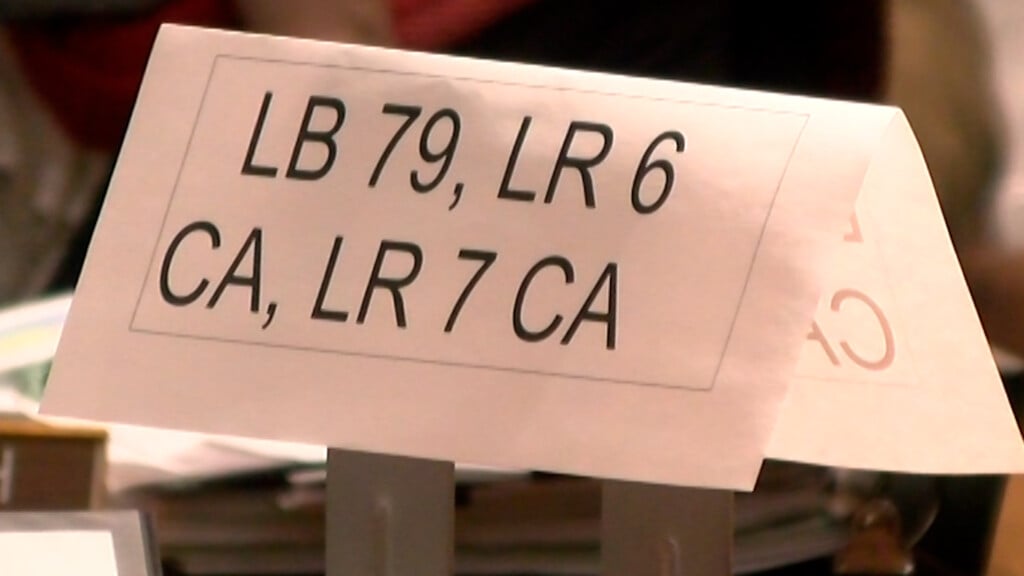 LB 79, LR 6
CA, LR 7 CA